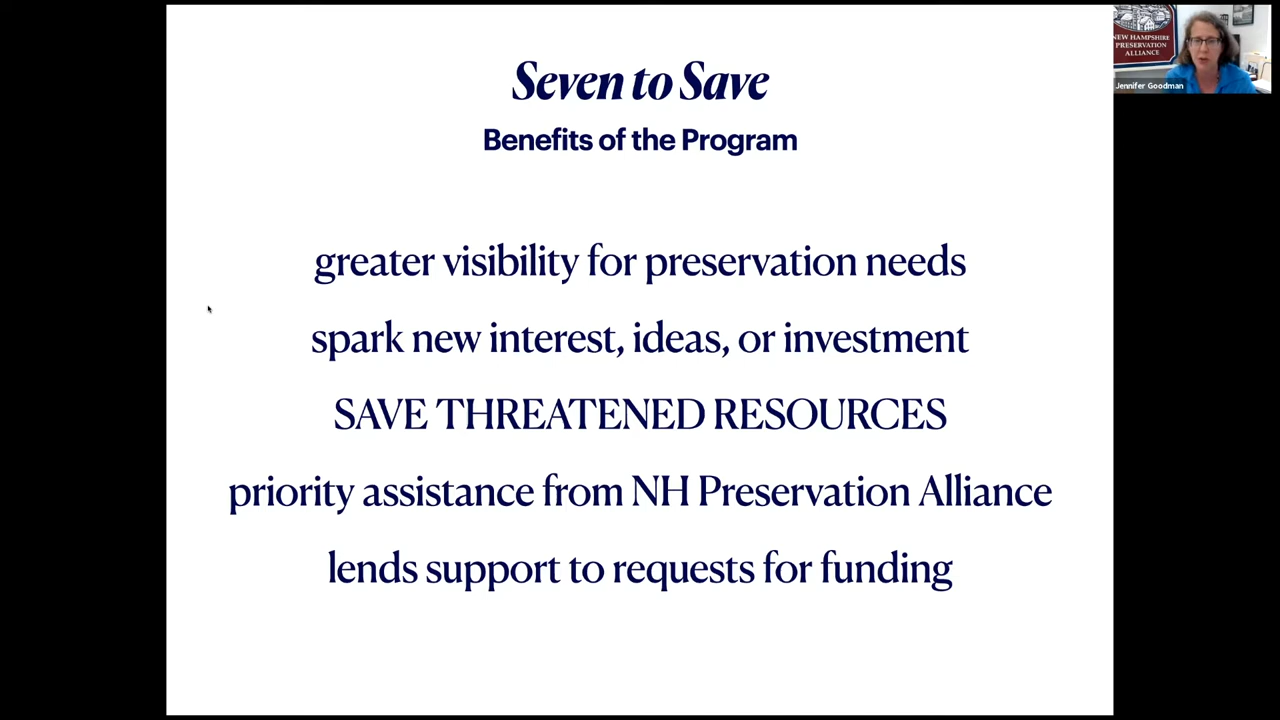 Seven to Save
Benefits of the Program
greater visibility for preservation needs
spark new interest, ideas, or investment
SAVE THREATENED RESOURCES
priority assistance from NH Preservation Alliance
lends support to requests for funding
NEW HAMPSHIRE
PRESERVATION
ALLIANCE
Jennifer Goodman